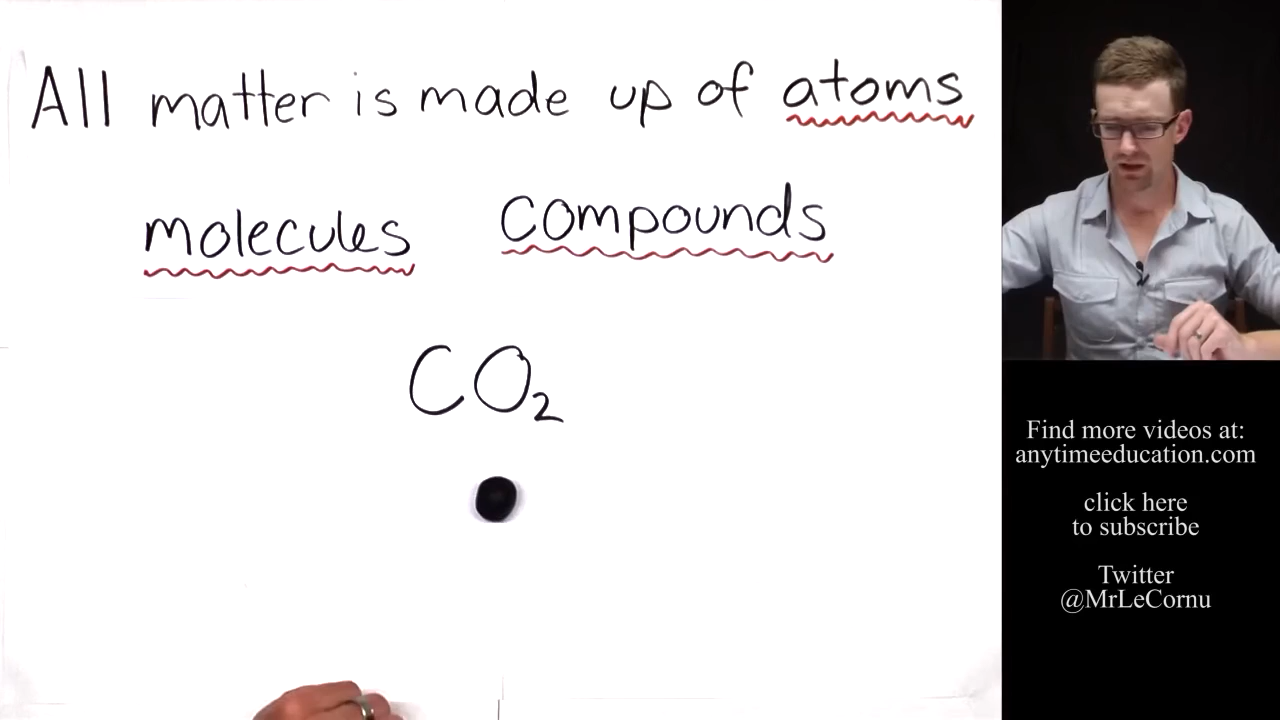 All matter is made up of atoms
molecules compounds
CO₂
Find more videos at:
anytimeeducation.com
click here
to subscribe
Twitter
@MrLeCornu